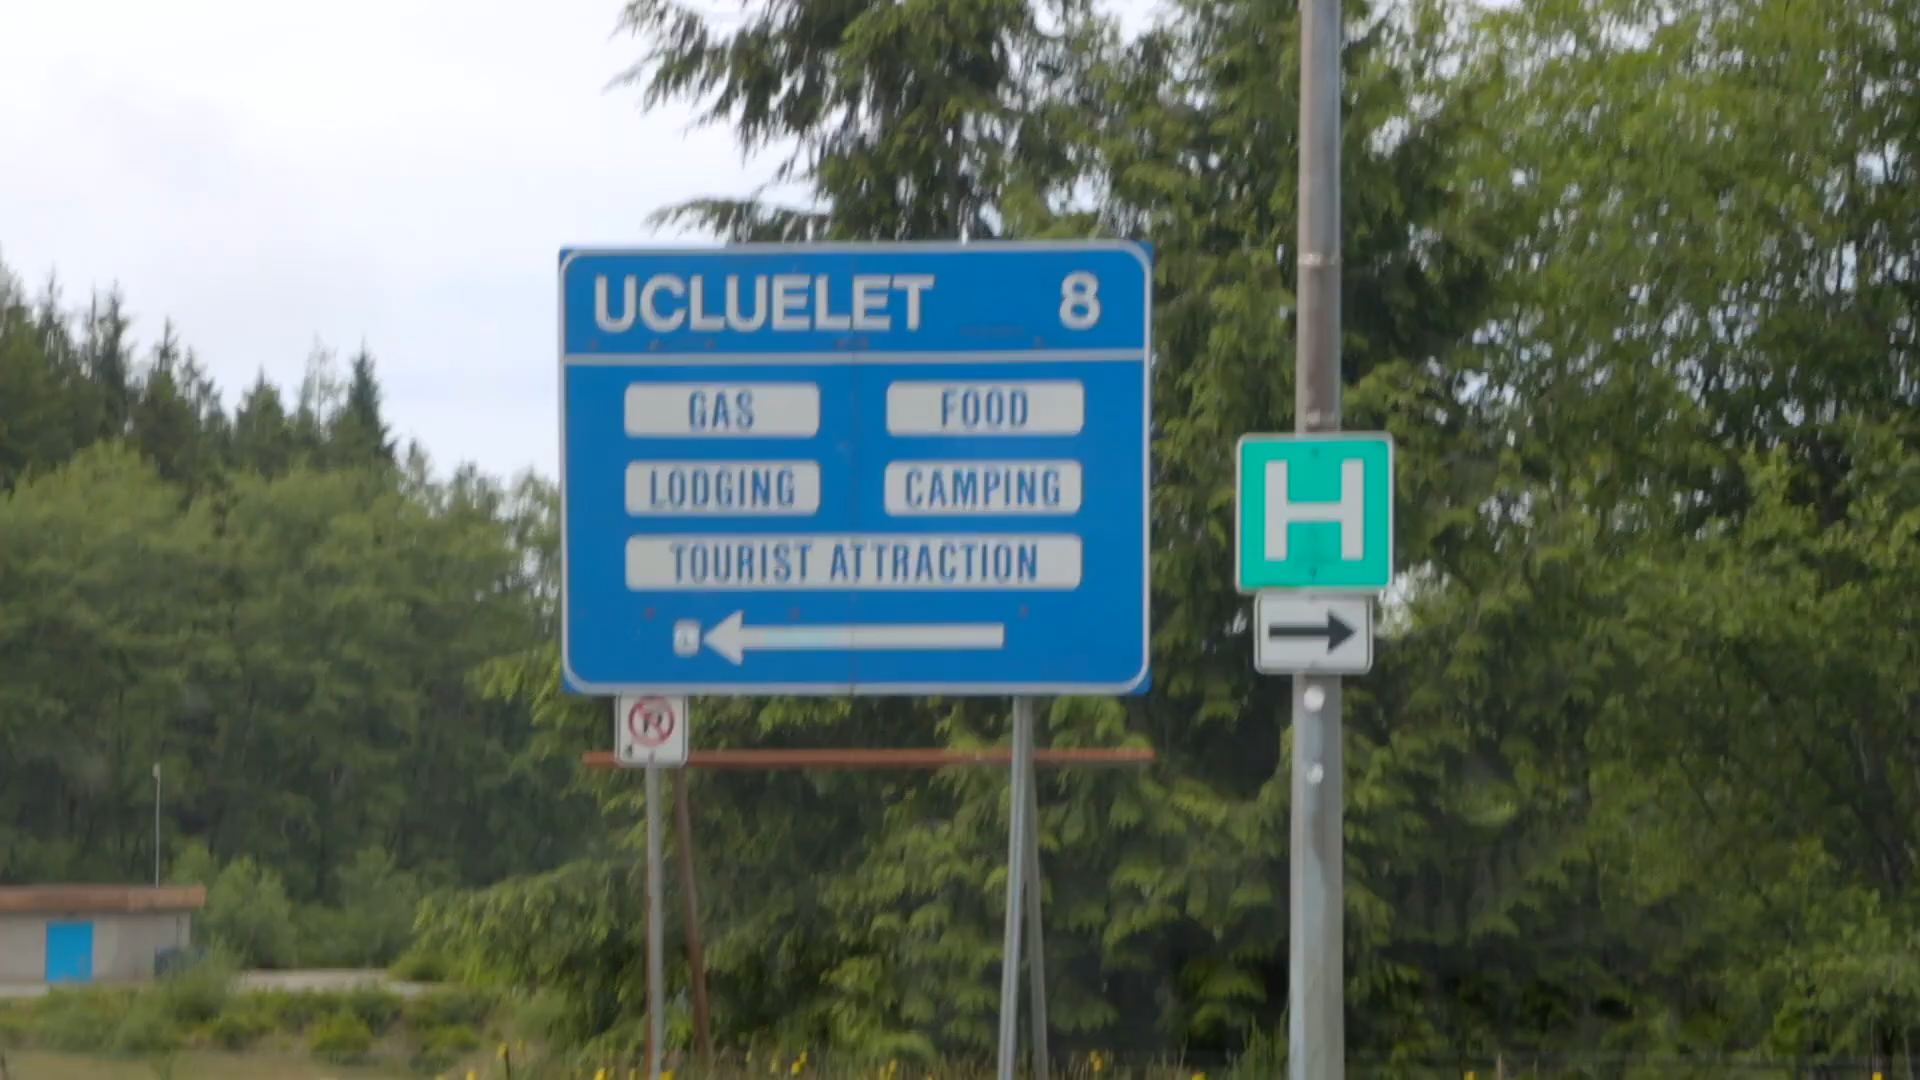 UCLUELET 8
GAS FOOD
LODGING CAMPING
TOURIST ATTRACTION
H
P